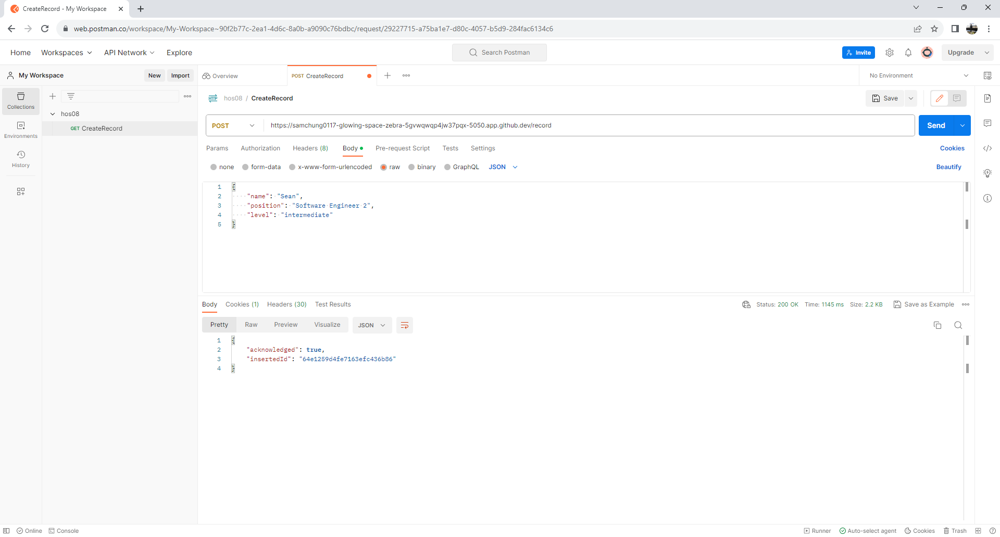 CreateRecord - My Workspace
web.postman.co/workspace/My-Workspace~90f2b77c-2ea1-4d6c-8a0b-a9090c76bdbc/request/29227715-a75ba1e7-d80c-4057-b5d9-284fac6134c6
Home Workspaces API Network Explore Search Postman Invite Upgrade
My Workspace New Import Overview POST CreateRecord No Environment
Collections
Environments
History
hos08
GET CreateRecord
HTTP hos08 / CreateRecord Save
POST https://samchung0117-glowing-space-zebra-5gvwqwqp4jw37pqx-5050.app.github.dev/record Send
Params Authorization Headers (8) Body Pre-request Script Tests Settings Cookies
none form-data x-www-form-urlencoded raw binary GraphQL JSON Beautify
1 {
2 "name": "Sean",
3 "position": "Software Engineer 2",
4 "level": "intermediate"
5 }
Body Cookies (1) Headers (30) Test Results Status: 200 OK Time: 1145 ms Size: 2.2 KB Save as Example
Pretty Raw Preview Visualize JSON
1 {
2 "acknowledged": true,
3 "insertedId": "64e1259d4fe7163efc436b86"
4 }
Online Console Runner Auto-select agent Cookies Trash